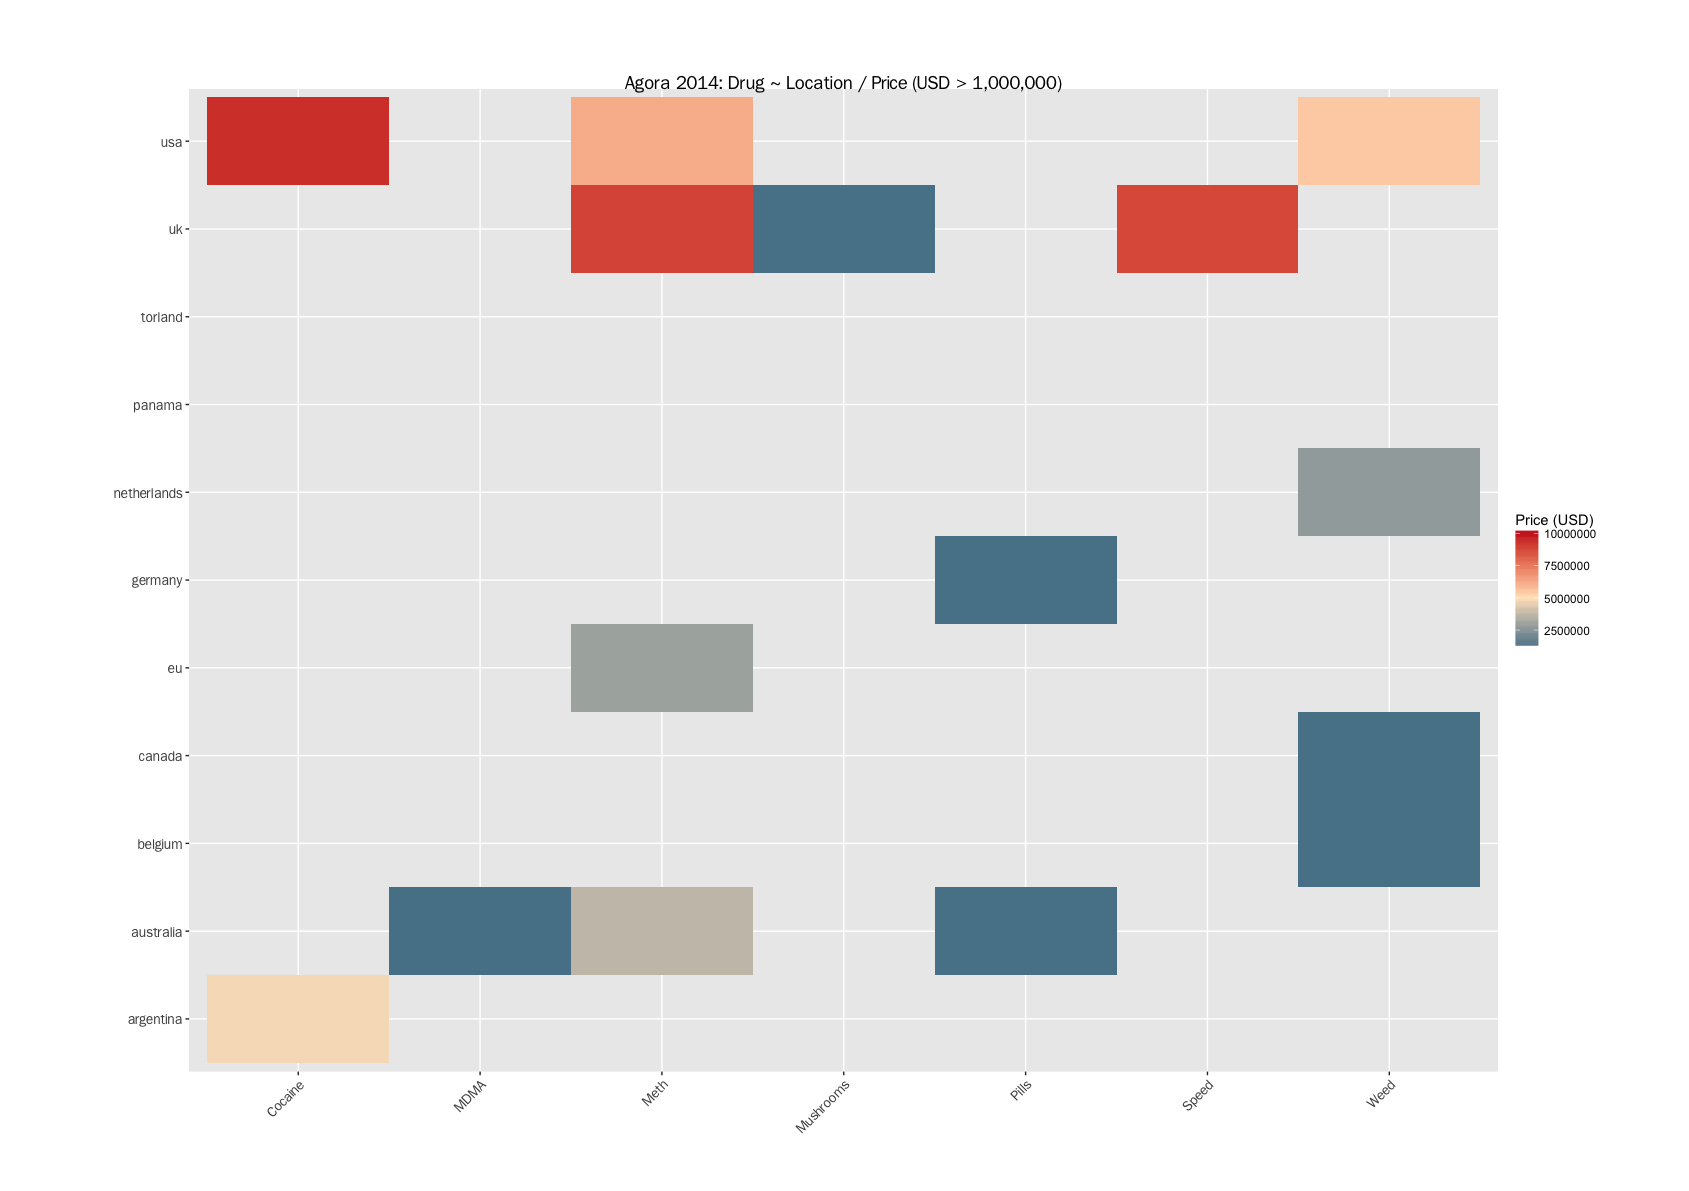 Agora 2014: Drug ~ Location / Price (USD > 1,000,000)
usa
uk
torland
panama
netherlands
germany
eu
canada
belgium
australia
argentina
Cocaine
MDMA
Meth
Mushrooms
Pills
Speed
Weed
Price (USD)
10000000
7500000
5000000
2500000